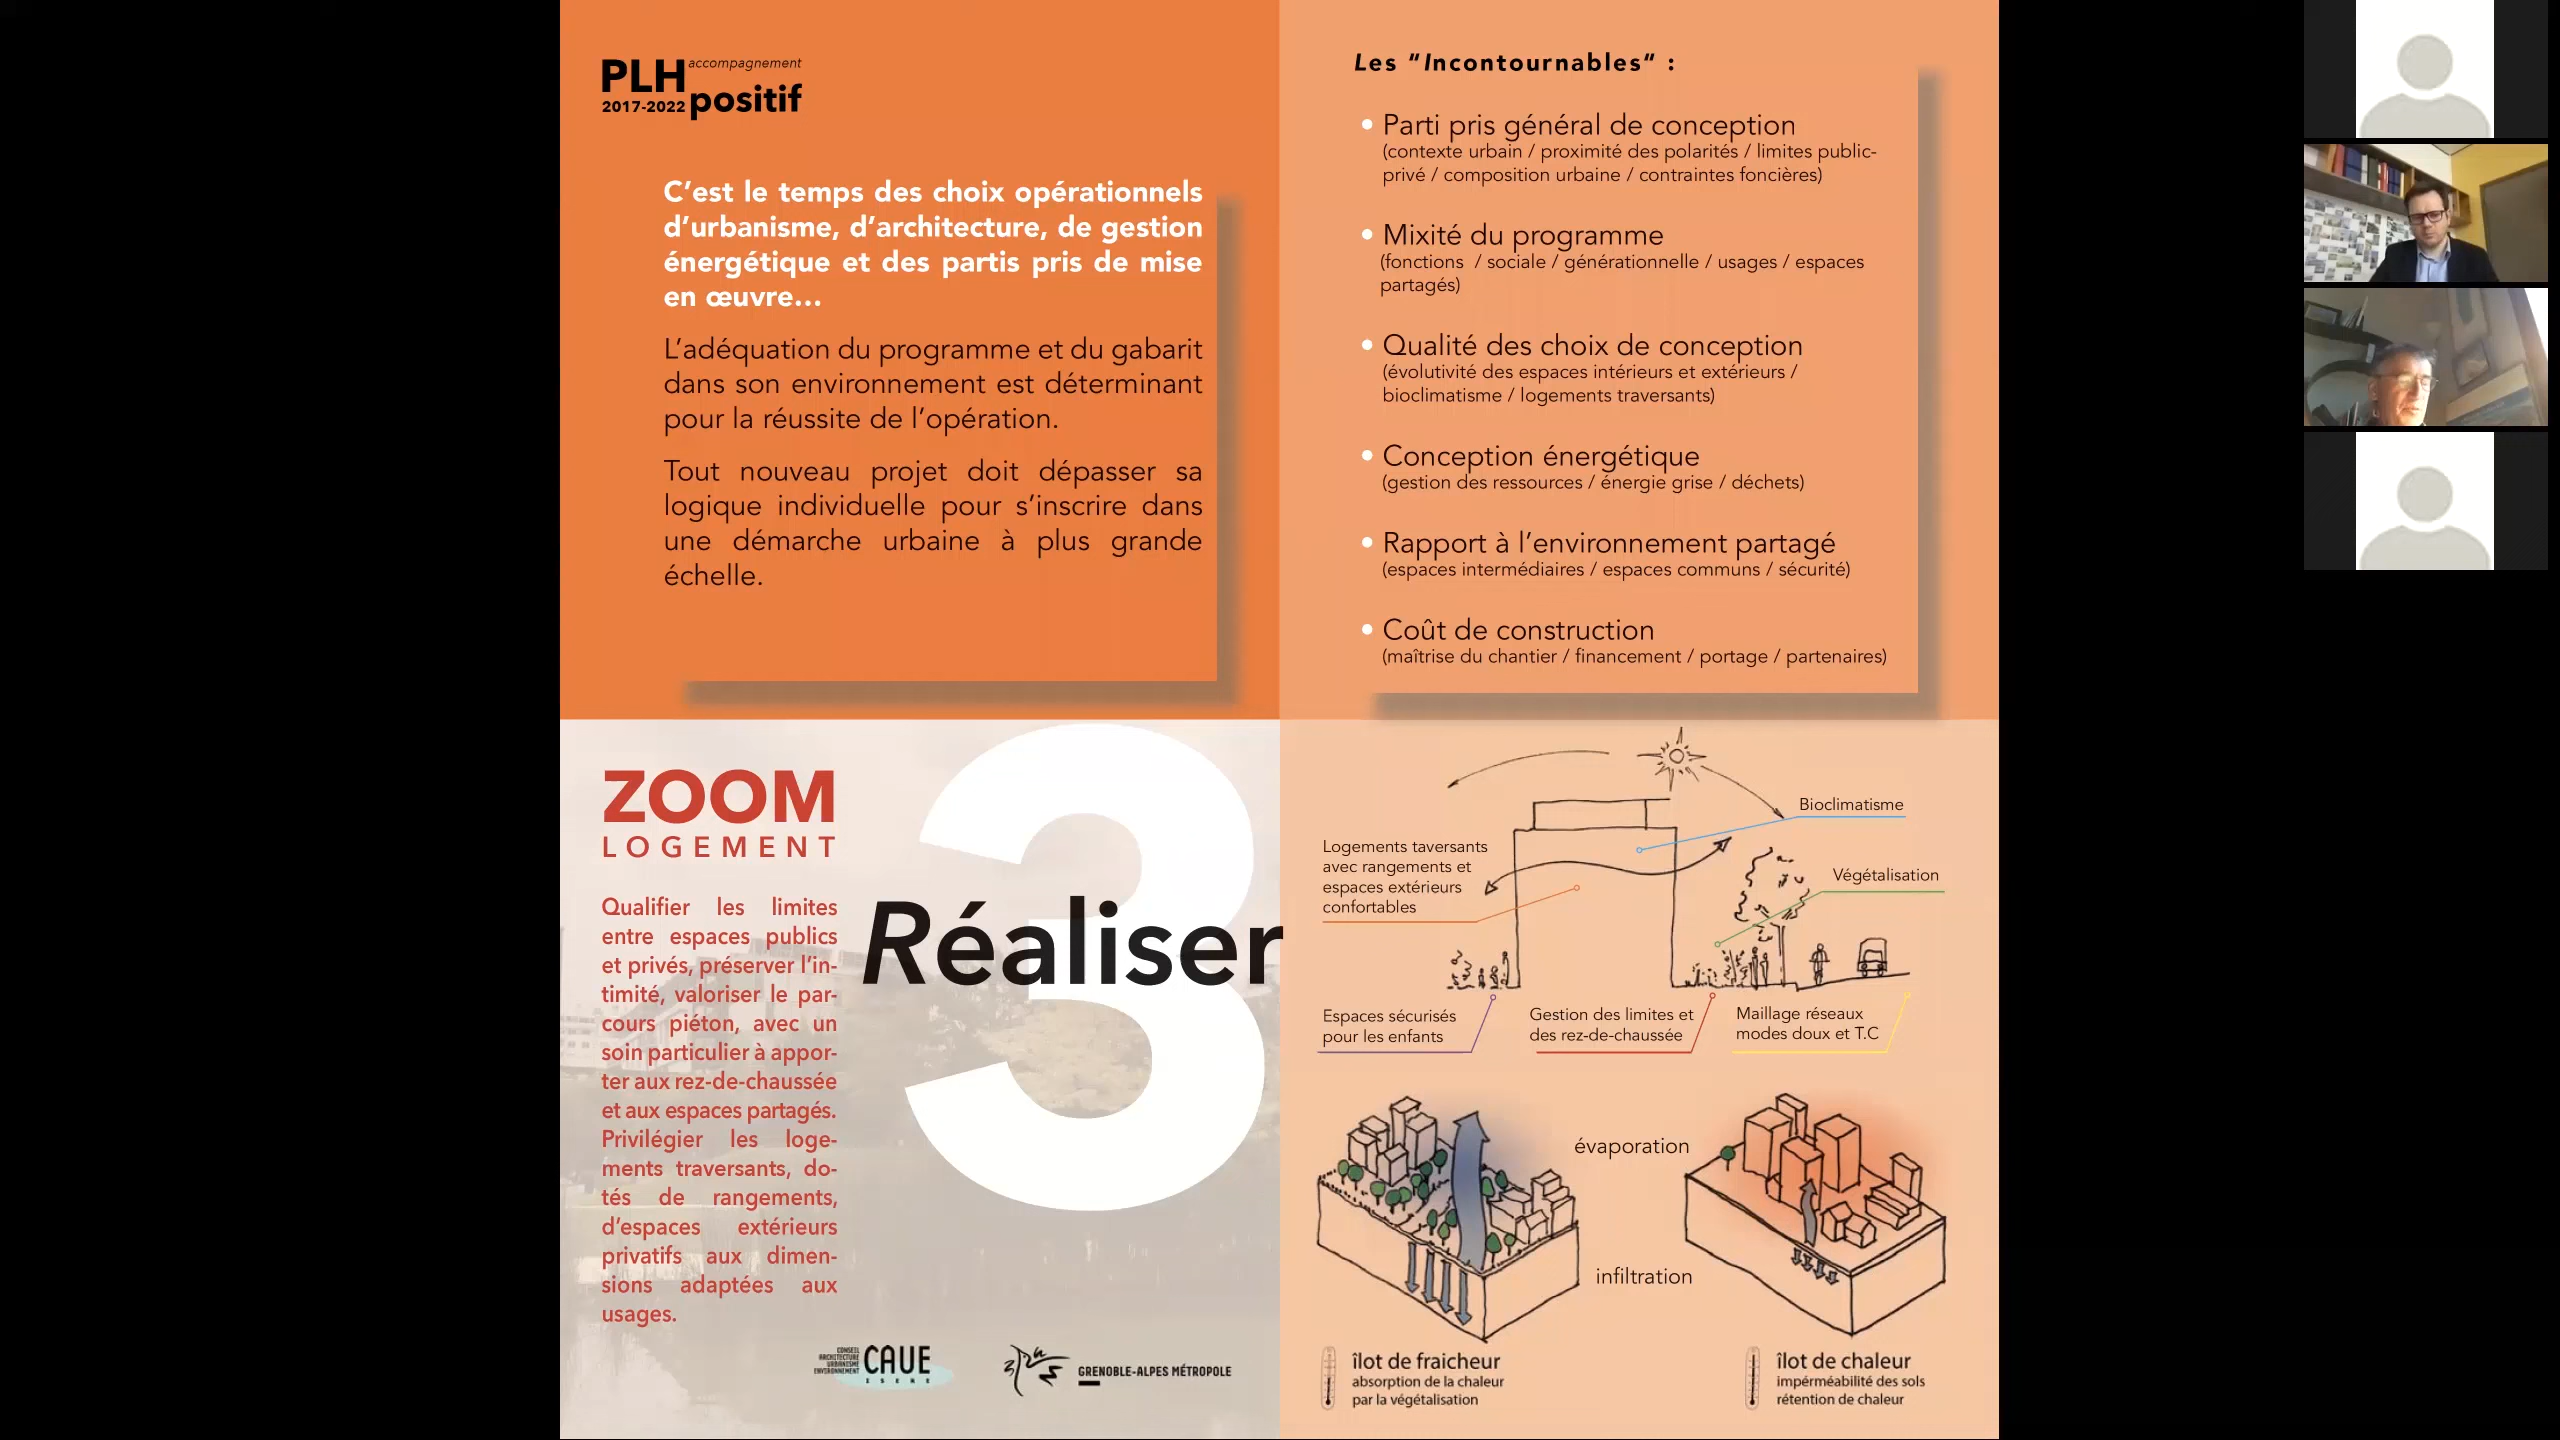 PLH accompagnement
2017-2022 positif
C’est le temps des choix opérationnels
d’urbanisme, d’architecture, de gestion
énergétique et des partis pris de mise
en œuvre…
L’adéquation du programme et du gabarit
dans son environnement est déterminant
pour la réussite de l’opération.
Tout nouveau projet doit dépasser sa
logique individuelle pour s’inscrire dans
une démarche urbaine à plus grande
échelle.
Les “Incontournables“ :
• Parti pris général de conception
(contexte urbain / proximité des polarités / limites public-
privé / composition urbaine / contraintes foncières)
• Mixité du programme
(fonctions / sociale / générationnelle / usages / espaces
partagés)
• Qualité des choix de conception
(évolutivité des espaces intérieurs et extérieurs /
bioclimatisme / logements traversants)
• Conception énergétique
(gestion des ressources / énergie grise / déchets)
• Rapport à l’environnement partagé
(espaces intermédiaires / espaces communs / sécurité)
• Coût de construction
(maîtrise du chantier / financement / portage / partenaires)
ZOOM
LOGEMENT
Qualifier les limites
entre espaces publics
et privés, préserver l’in-
timité, valoriser le par-
cours piéton, avec un
soin particulier à appor-
ter aux rez-de-chaussée
et aux espaces partagés.
Privilégier les loge-
ments traversants, do-
tés de rangements,
d’espaces extérieurs
privatifs aux dimen-
sions adaptées aux
usages.
3
Réaliser
CONSEIL
ARCHITECTURE
URBANISME
ENVIRONNEMENT
CAUE
ISERE
GRENOBLE-ALPES MÉTROPOLE
Bioclimatisme
Logements taversants
avec rangements et
espaces extérieurs
confortables
Végétalisation
Espaces sécurisés
pour les enfants
Gestion des limites et
des rez-de-chaussée
Maillage réseaux
modes doux et T.C
évaporation
infiltration
îlot de fraicheur
absorption de la chaleur
par la végétalisation
îlot de chaleur
impérméabilité des sols
rétention de chaleur